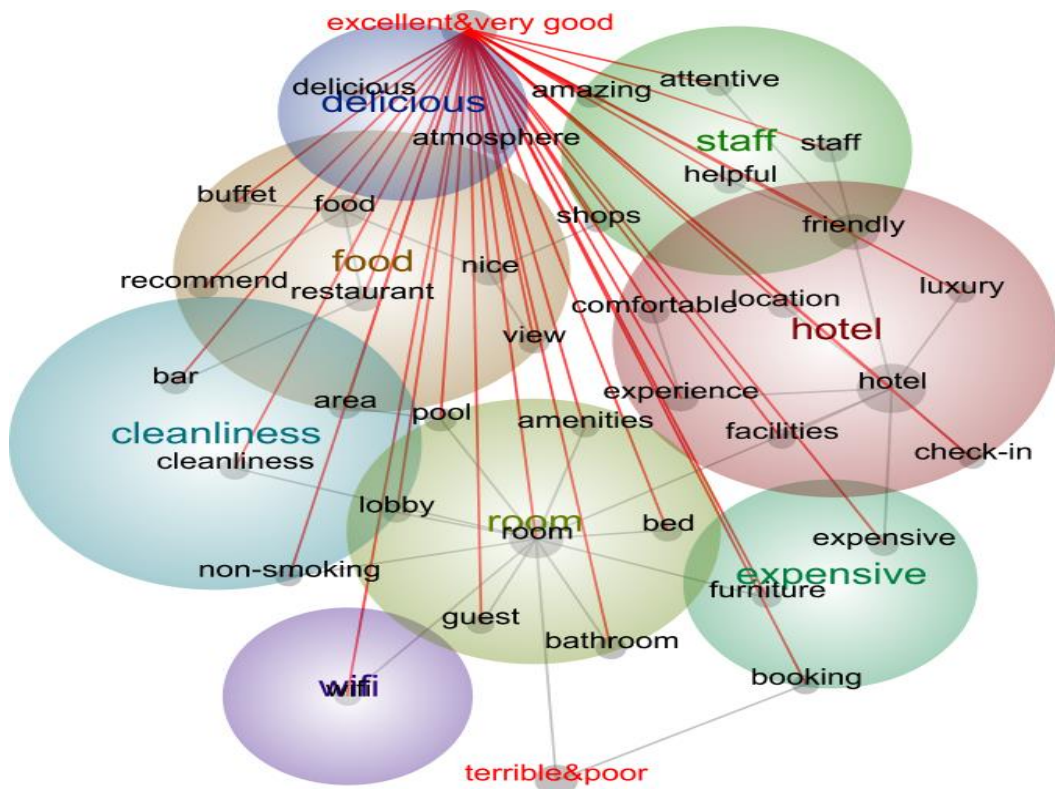 excellent&very good
attentive
delicious
amazing
delicious
atmosphere
staff
staff
helpful
buffet
food
shops
friendly
food
nice
recommend
restaurant
comfortable
location
luxury
view
hotel
bar
area
pool
experience
hotel
amenities
facilities
cleanliness
cleanliness
check-in
lobby
room
room
bed
expensive
non-smoking
expensive
furniture
guest
bathroom
wifi
wifi
booking
terrible&poor